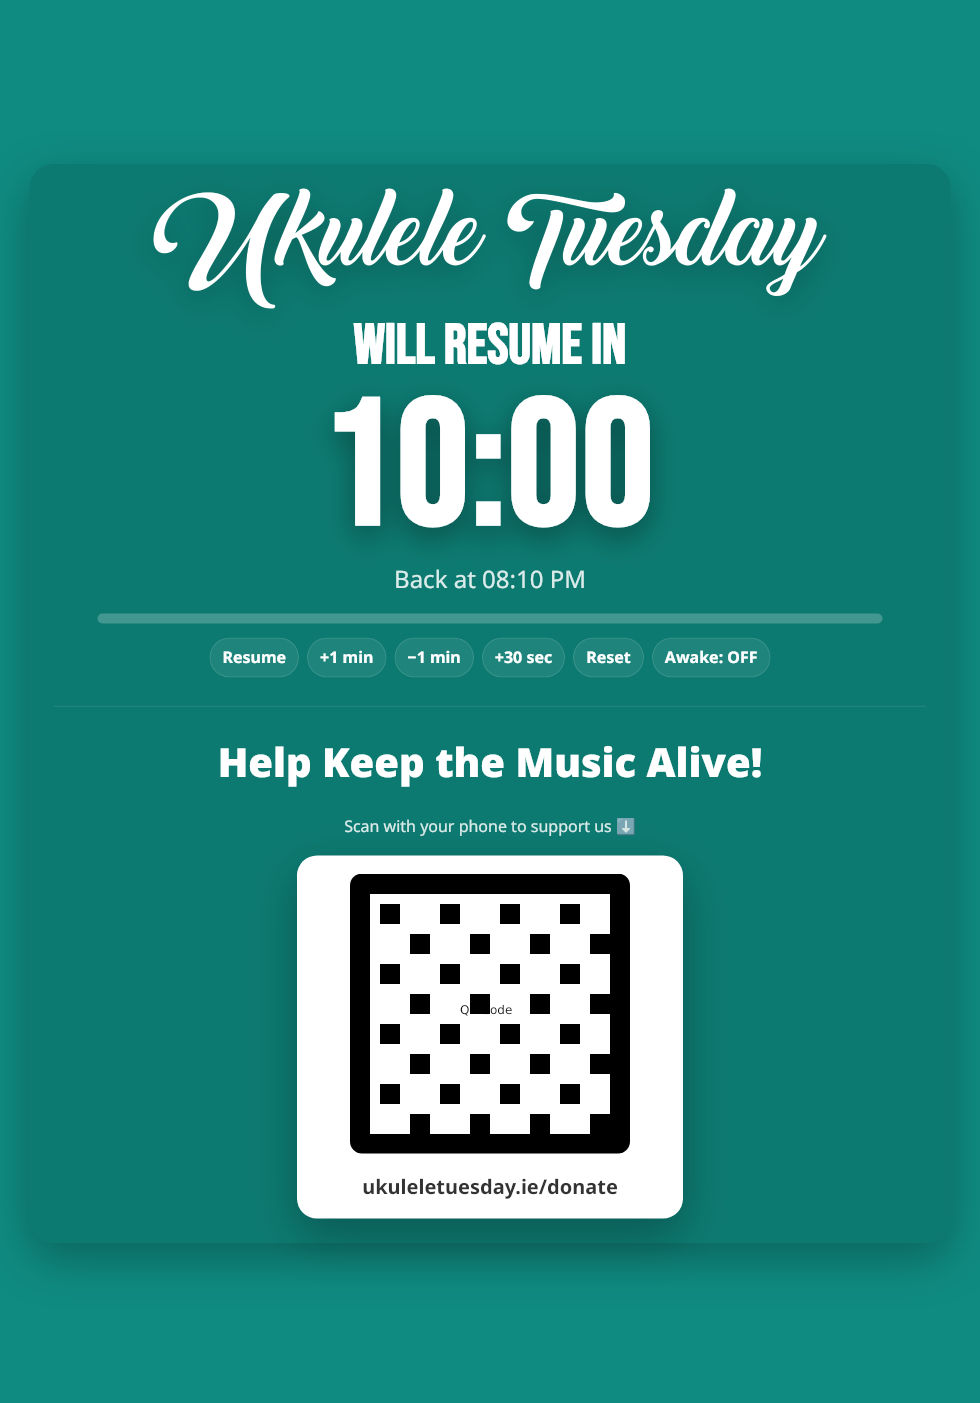 Ukulele Tuesday
WILL RESUME IN
10:00
Back at 08:10 PM
Resume +1 min −1 min +30 sec Reset Awake: OFF
Help Keep the Music Alive!
Scan with your phone to support us ⬇️
ukuleletuesday.ie/donate